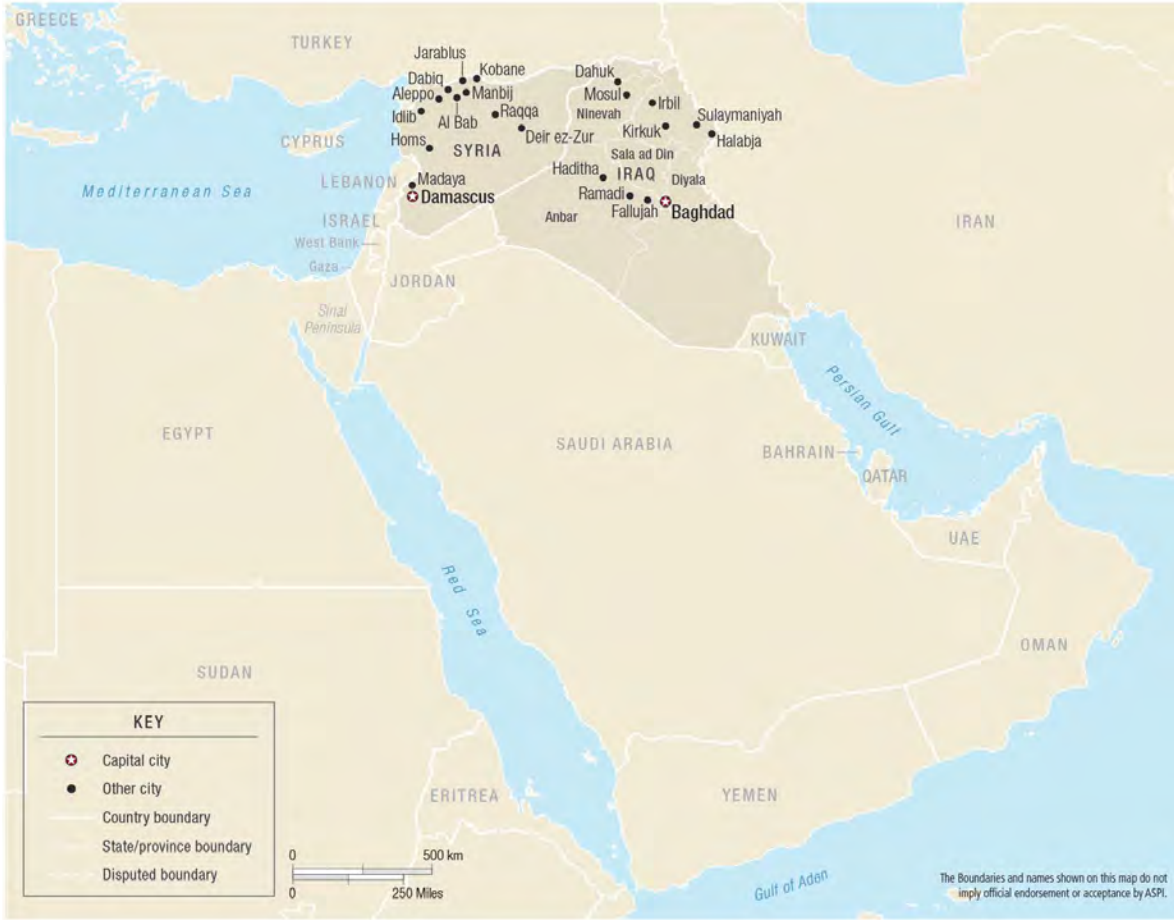 GREECE
TURKEY
Jarablus
Kobane
Dabiq
Manbij
Aleppo
Al Bab
Raqqa
Idlib
Deir ez-Zur
Homs
SYRIA
CYPRUS
LEBANON
Madaya
Damascus
Mediterranean Sea
ISRAEL
West Bank
Gaza
JORDAN
Sinai
Peninsula
Dahuk
Mosul
Ninevah
Irbil
Sulaymaniyah
Kirkuk
Halabja
Sala ad Din
Haditha
IRAQ
Diyala
Ramadi
Fallujah
Baghdad
Anbar
IRAN
KUWAIT
Persian Gulf
EGYPT
SAUDI ARABIA
BAHRAIN
QATAR
UAE
Red Sea
OMAN
SUDAN
ERITREA
YEMEN
Gulf of Aden
KEY
Capital city
Other city
Country boundary
State/province boundary
Disputed boundary
0 500 km
0 250 Miles
The Boundaries and names shown on this map do not
imply official endorsement or acceptance by ASPI.